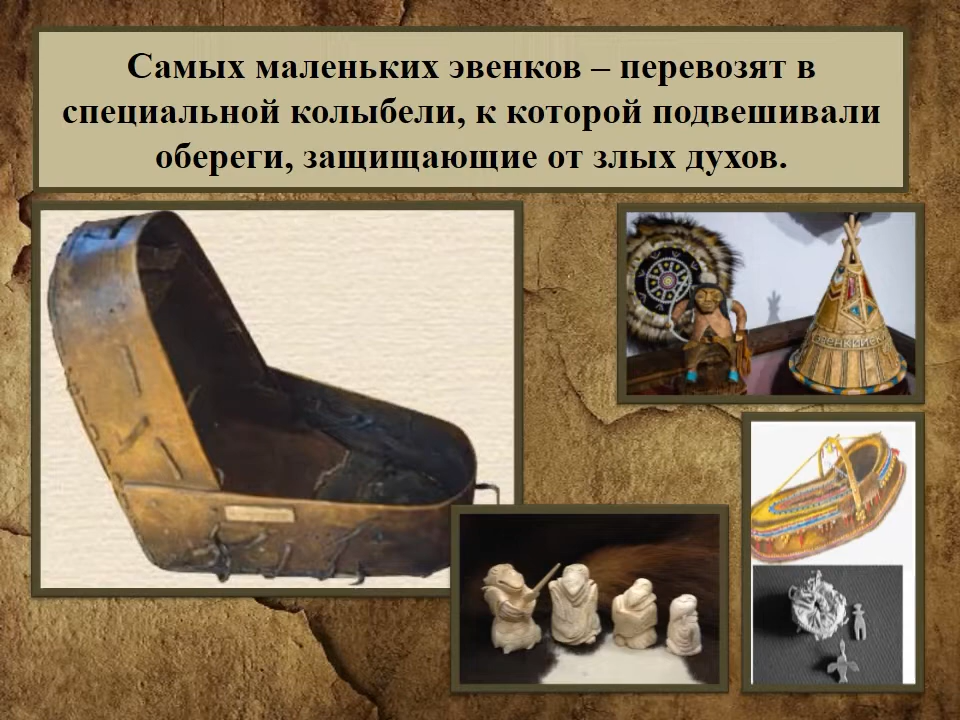 Самых маленьких эвенков – перевозят в
специальной колыбели, к которой подвешивали
обереги, защищающие от злых духов.